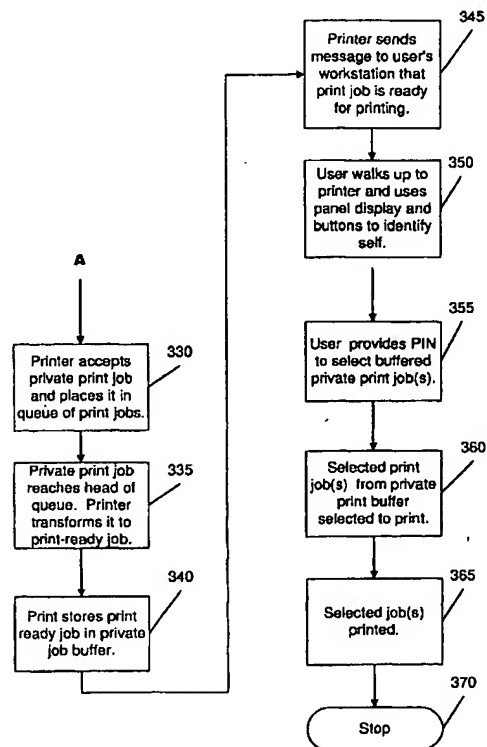 A
Printer accepts
private print job
and places it in
queue of print jobs.
330
Private print job
reaches head of
queue. Printer
transforms it to
print-ready job.
335
Print stores print
ready job in private
job buffer.
340
Printer sends
message to user's
workstation that
print job is ready
for printing.
345
User walks up to
printer and uses
panel display and
buttons to identify
self.
350
User provides PIN
to select buffered
private print job(s).
355
Selected print
job(s) from private
print buffer
selected to print.
360
Selected job(s)
printed.
365
Stop
370